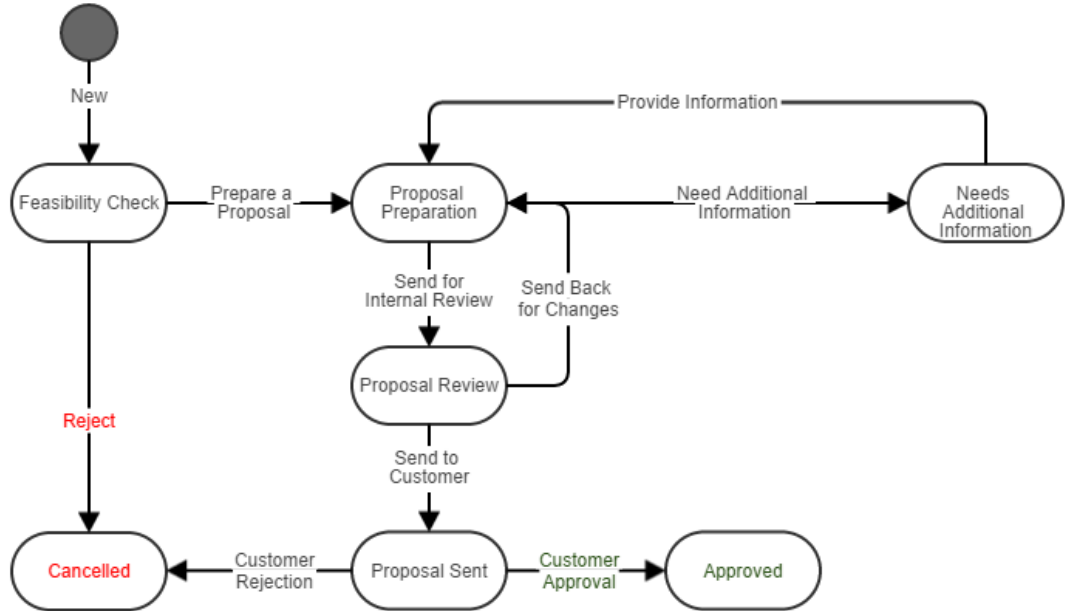 New
Provide Information
Feasibility Check
Prepare a
Proposal
Proposal
Preparation
Need Additional
Information
Needs
Additional
Information
Send for
Internal Review
Send Back
for Changes
Proposal Review
Reject
Send to
Customer
Cancelled
Customer
Rejection
Proposal Sent
Customer
Approval
Approved